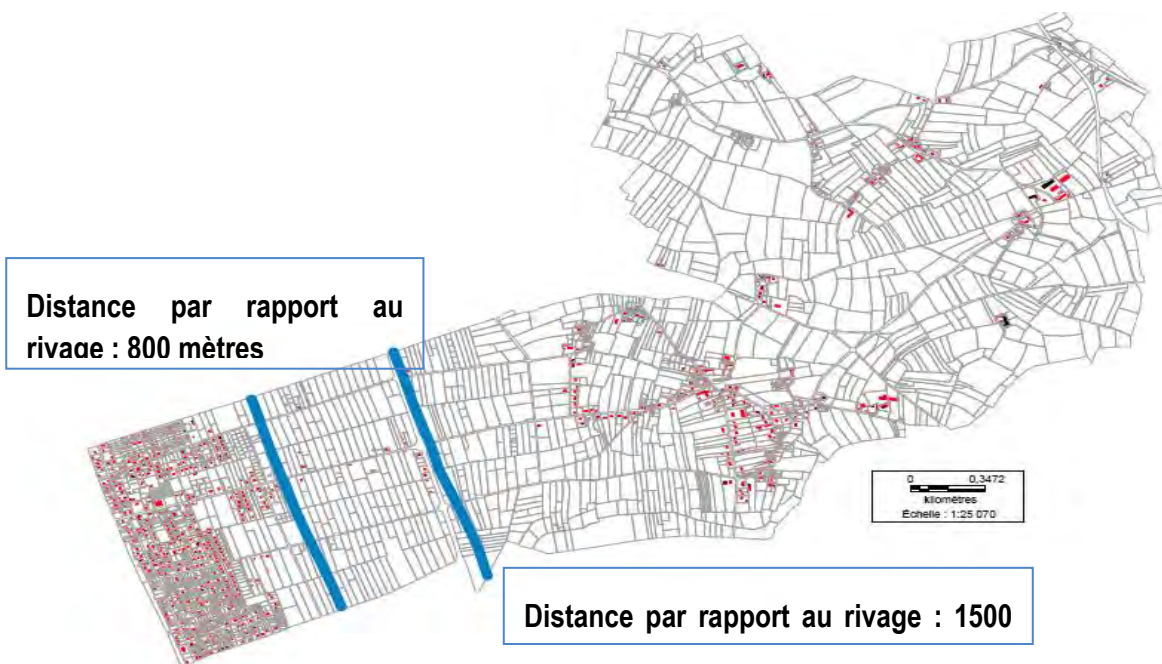 Distance par rapport au
rivage : 800 mètres
0 0,3472
kilomètres
Échelle : 1:25 070
Distance par rapport au rivage : 1500